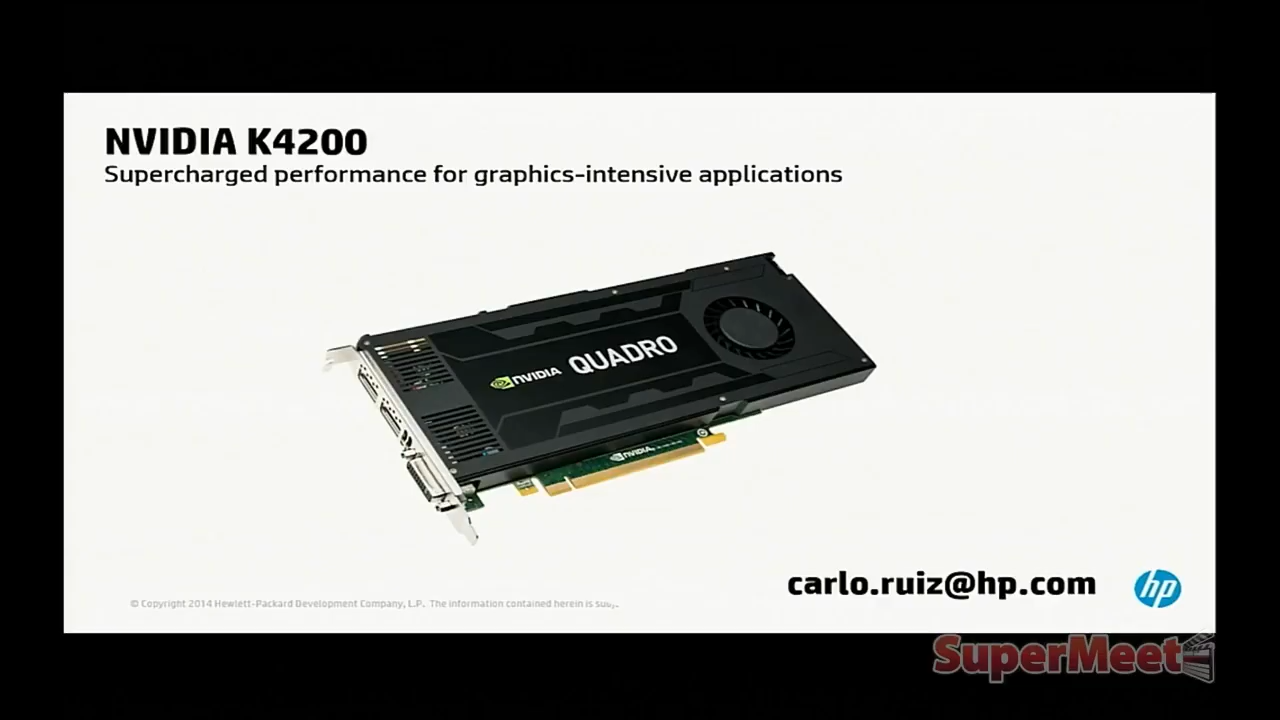 NVIDIA K4200
Supercharged performance for graphics-intensive applications
NVIDIA QUADRO
NVIDIA
carlo.ruiz@hp.com
hp
© Copyright 2014 Hewlett-Packard Development Company, L.P. The information contained herein is
SuperMeet